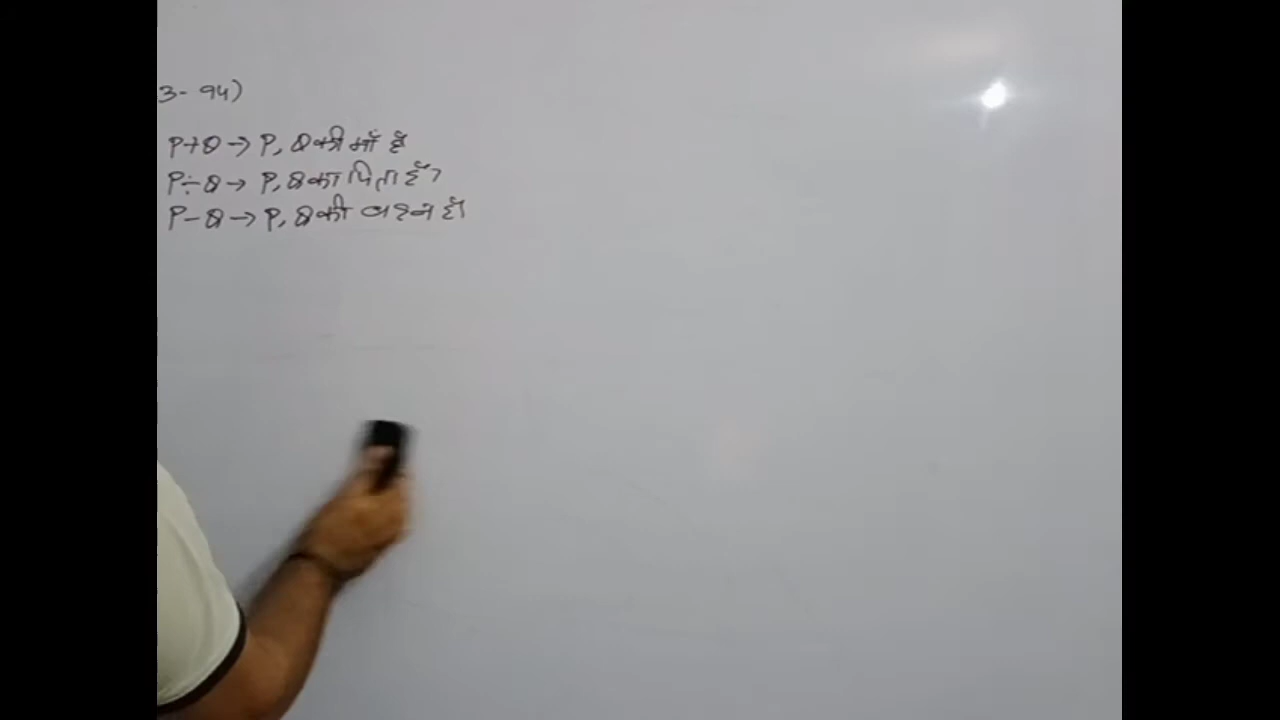 3- 94)
P+Q → P, Q की माँ है
P÷Q → P, Q का पिता है,
P-Q → P, Q की बहन है।